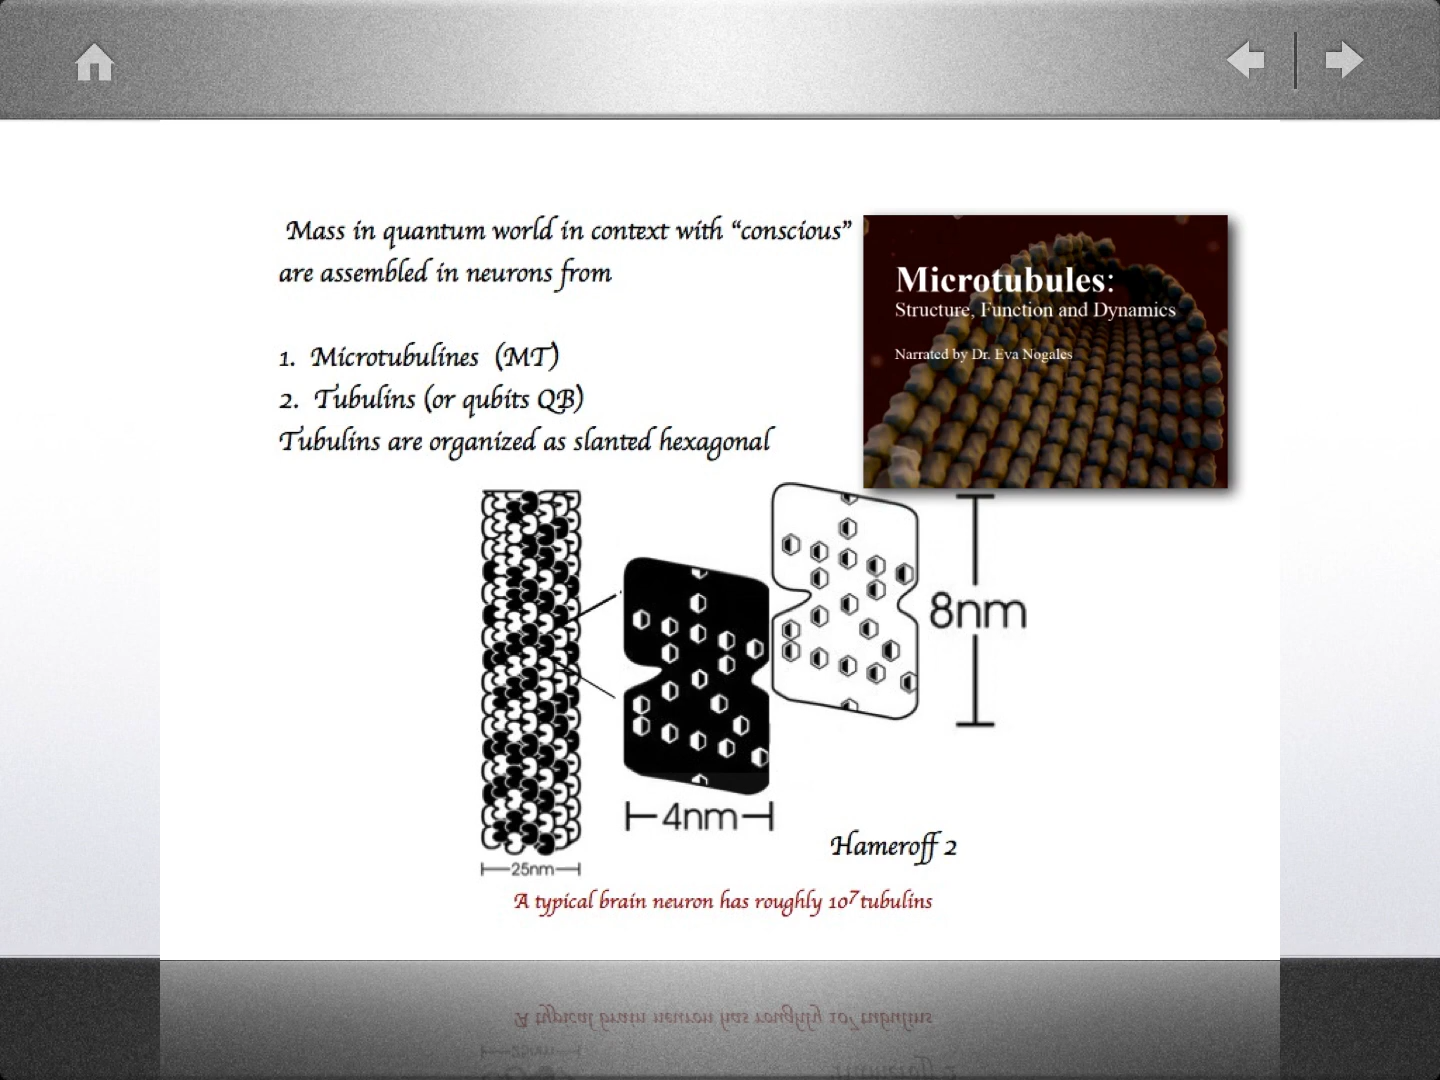 Mass in quantum world in context with “conscious”
are assembled in neurons from
1. Microtubulines (MT)
2. Tubulins (or qubits QB)
Tubulins are organized as slanted hexagonal
Microtubules:
Structure, Function and Dynamics
Narrated by Dr. Eva Nogales
8nm
4nm
Hameroff 2
25nm
A typical brain neuron has roughly 10⁷ tubulins